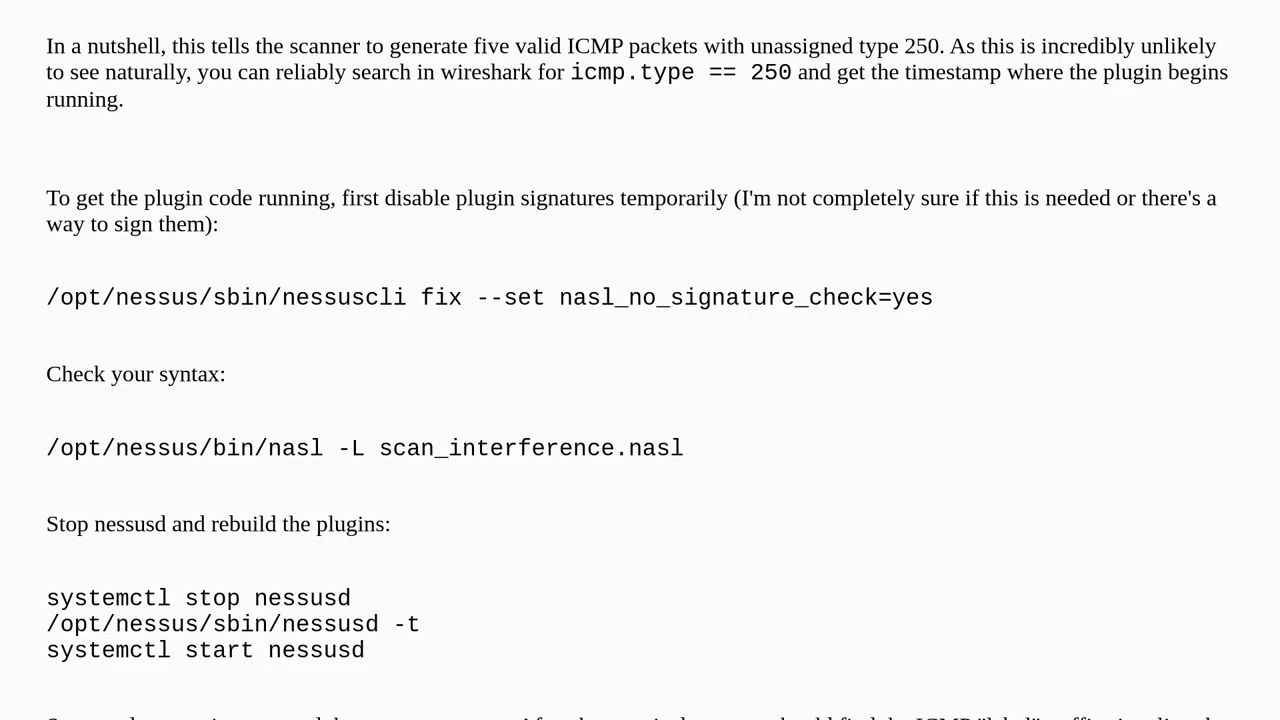 In a nutshell, this tells the scanner to generate five valid ICMP packets with unassigned type 250. As this is incredibly unlikely
to see naturally, you can reliably search in wireshark for icmp.type == 250 and get the timestamp where the plugin begins
running.
To get the plugin code running, first disable plugin signatures temporarily (I'm not completely sure if this is needed or there's a
way to sign them):
/opt/nessus/sbin/nessuscli fix --set nasl_no_signature_check=yes
Check your syntax:
/opt/nessus/bin/nasl -L scan_interference.nasl
Stop nessusd and rebuild the plugins:
systemctl stop nessusd
/opt/nessus/sbin/nessusd -t
systemctl start nessusd